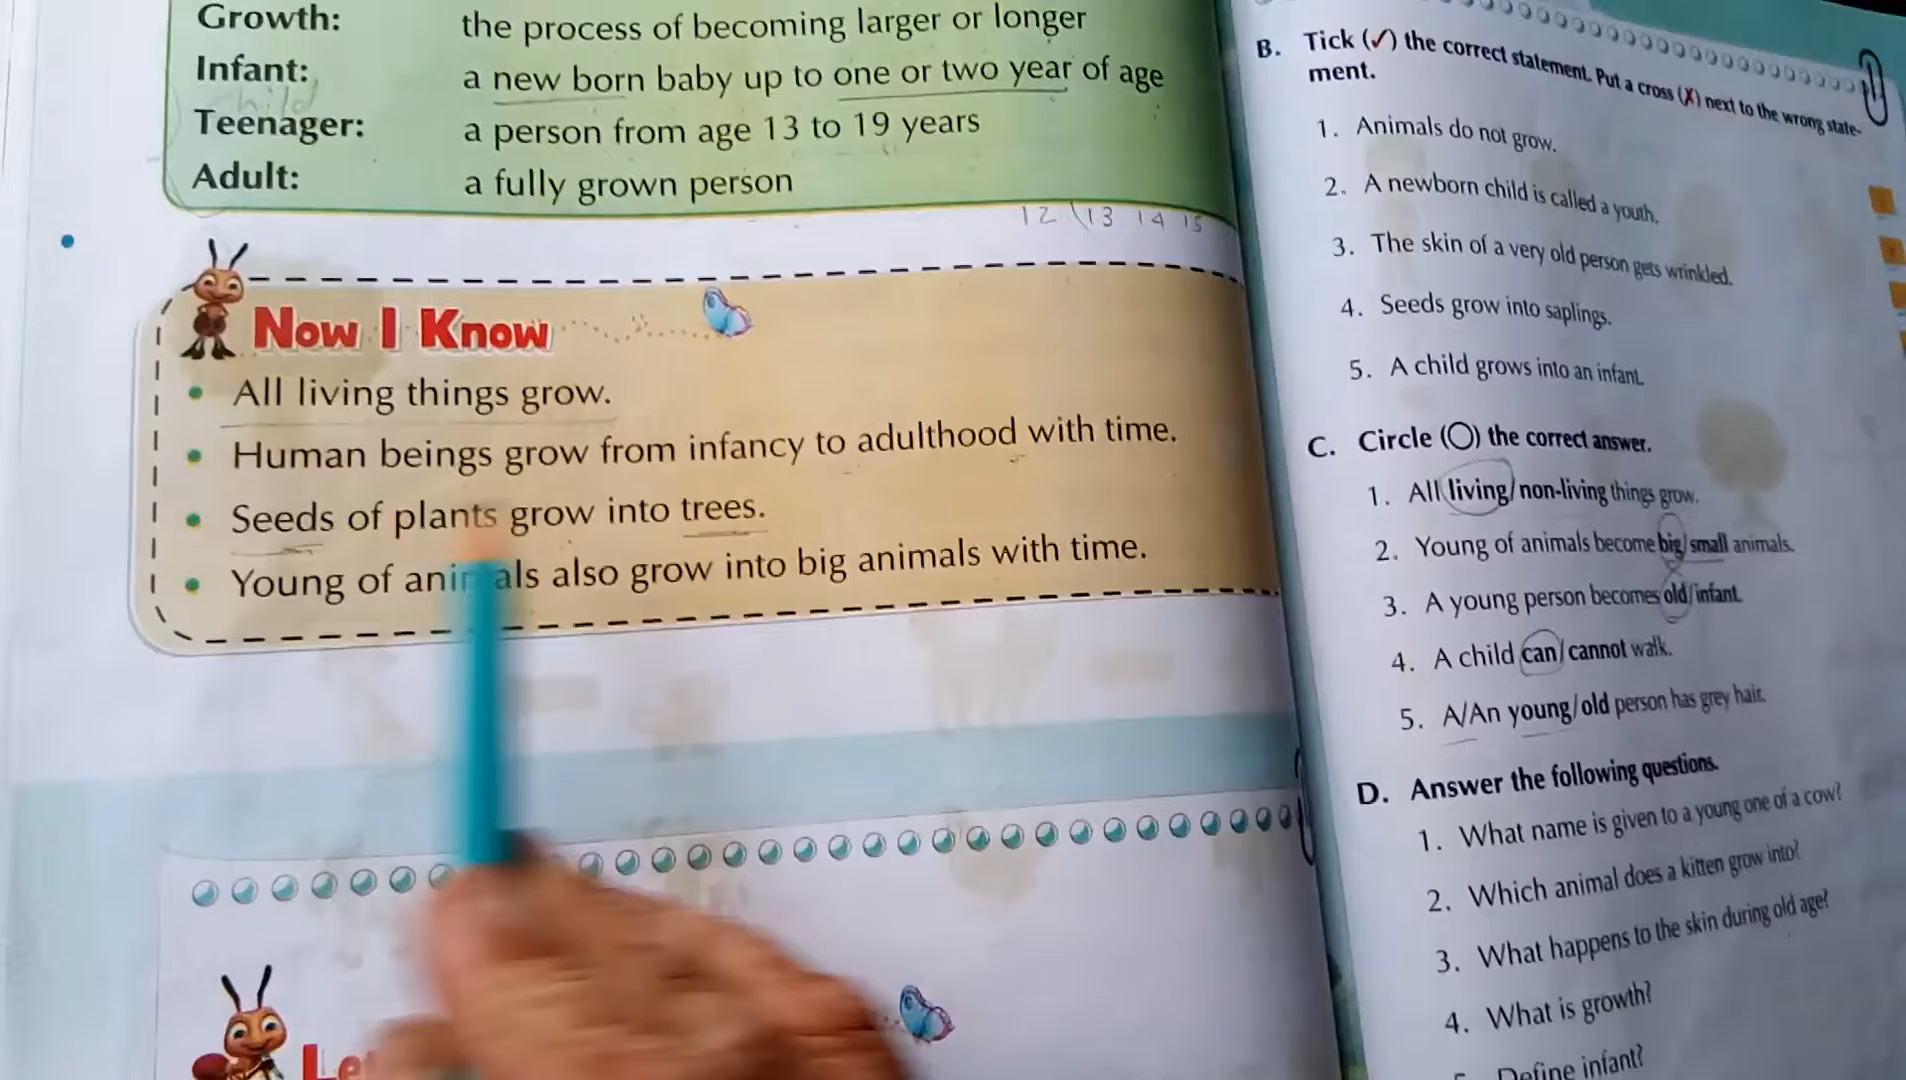 Growth: the process of becoming larger or longer
Infant: a new born baby up to one or two year of age
child
Teenager: a person from age 13 to 19 years
Adult: a fully grown person
12 13 14 15
Now I Know
• All living things grow.
• Human beings grow from infancy to adulthood with time.
• Seeds of plants grow into trees.
• Young of animals also grow into big animals with time.
B. Tick (✓) the correct statement. Put a cross (✗) next to the wrong state-
ment.
1. Animals do not grow.
2. A newborn child is called a youth.
3. The skin of a very old person gets wrinkled.
4. Seeds grow into saplings.
5. A child grows into an infant.
C. Circle (○) the correct answer.
1. All living/non-living things grow.
2. Young of animals become big/small animals.
3. A young person becomes old/infant.
4. A child can/cannot walk.
5. A/An young/old person has grey hair.
D. Answer the following questions.
1. What name is given to a young one of a cow?
2. Which animal does a kitten grow into?
3. What happens to the skin during old age?
4. What is growth?
Define infant?